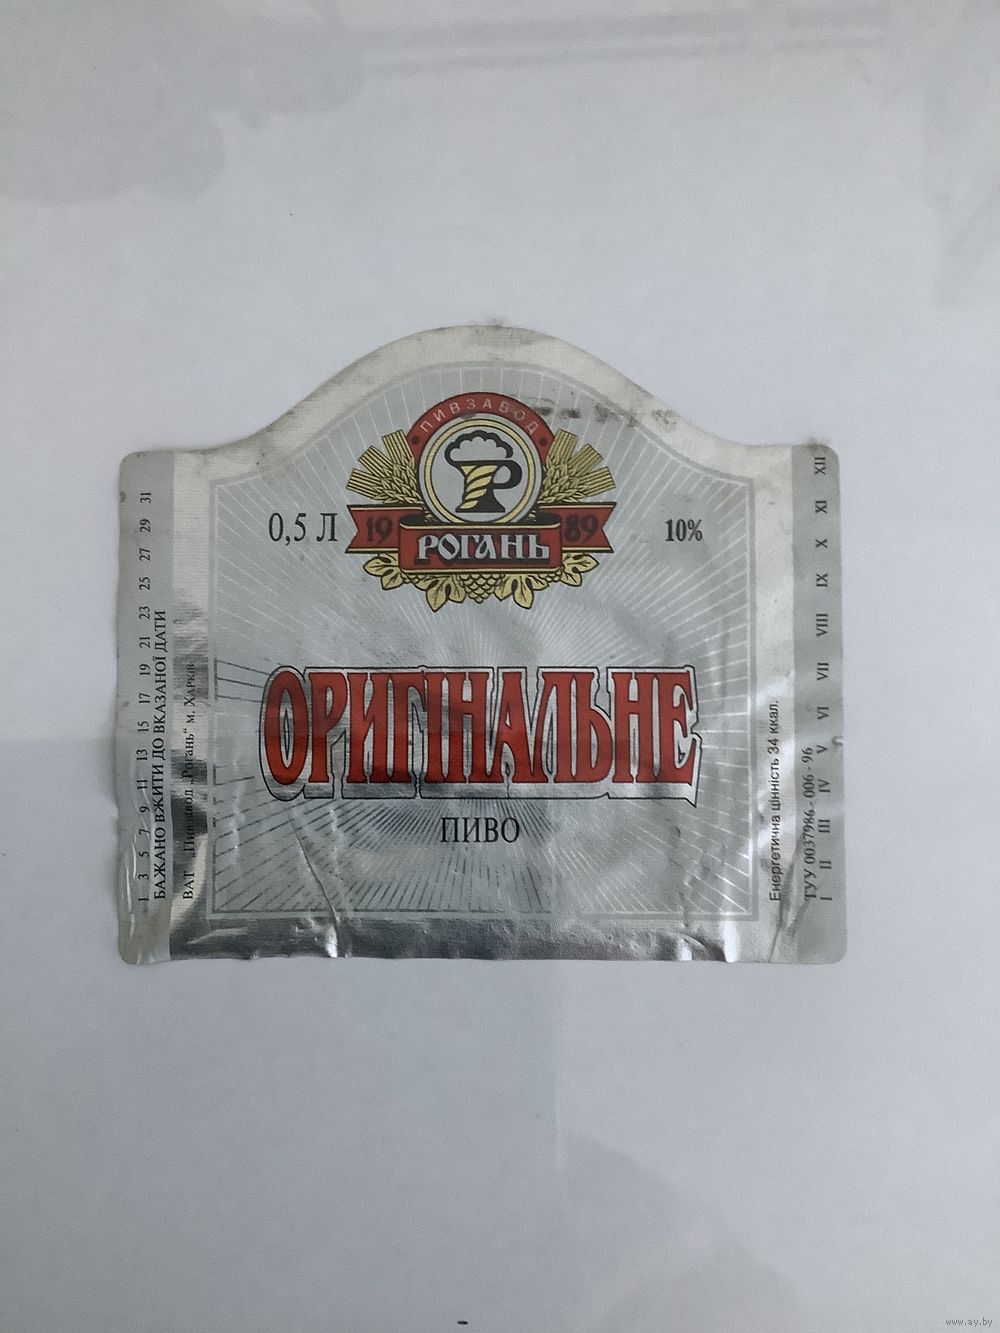 ПИВЗАВОД
0,5 Л
1989
10%
РОГАНЬ
ОРИГІНАЛЬНЕ
ПИВО
1 3 5 7 9 11 13 15 17 19 21 23 25 27 29 31
БАЖАНО ВЖИТИ ДО ВКАЗАНОЇ ДАТИ
ВАТ „Пивзавод „Рогань“ м. Харків
Енергетична цінність 34 ккал.
ТУ У 0037986 - 006 - 96
I II III IV V VI VII VIII IX X XI XII
www.ay.by